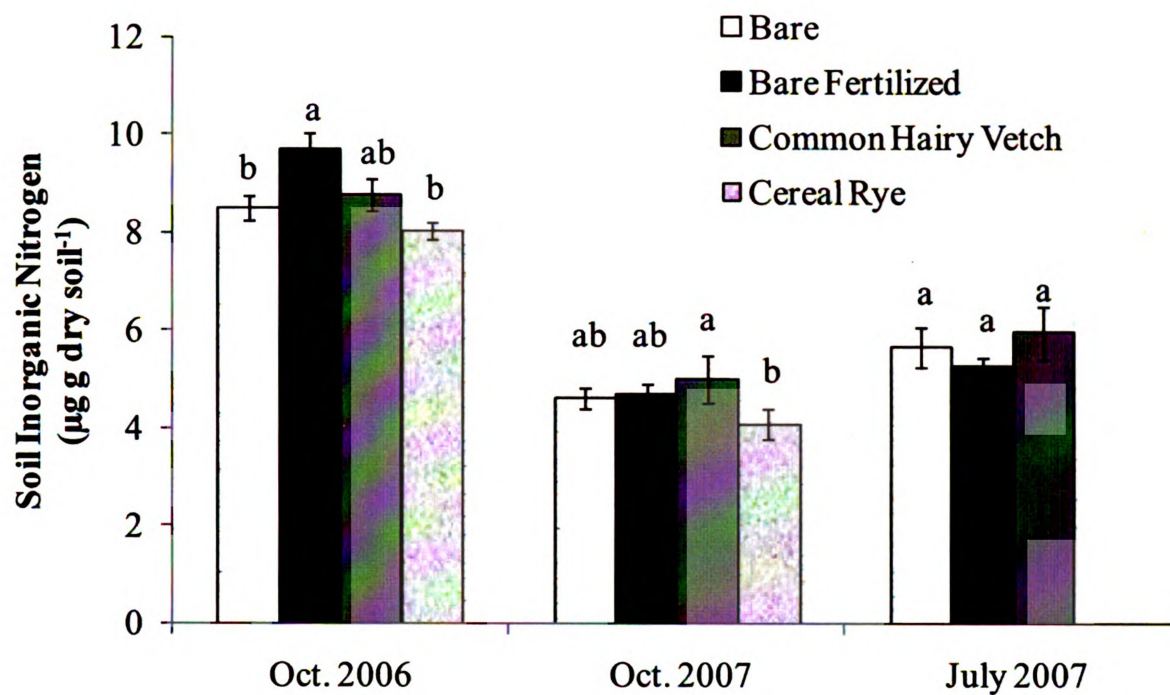 Soil Inorganic Nitrogen
(µg g dry soil-1)
12
10
8
6
4
2
0
Bare
Bare Fertilized
Common Hairy Vetch
Cereal Rye
b
a
ab
b
ab
ab
a
b
a
a
a
Oct. 2006
Oct. 2007
July 2007